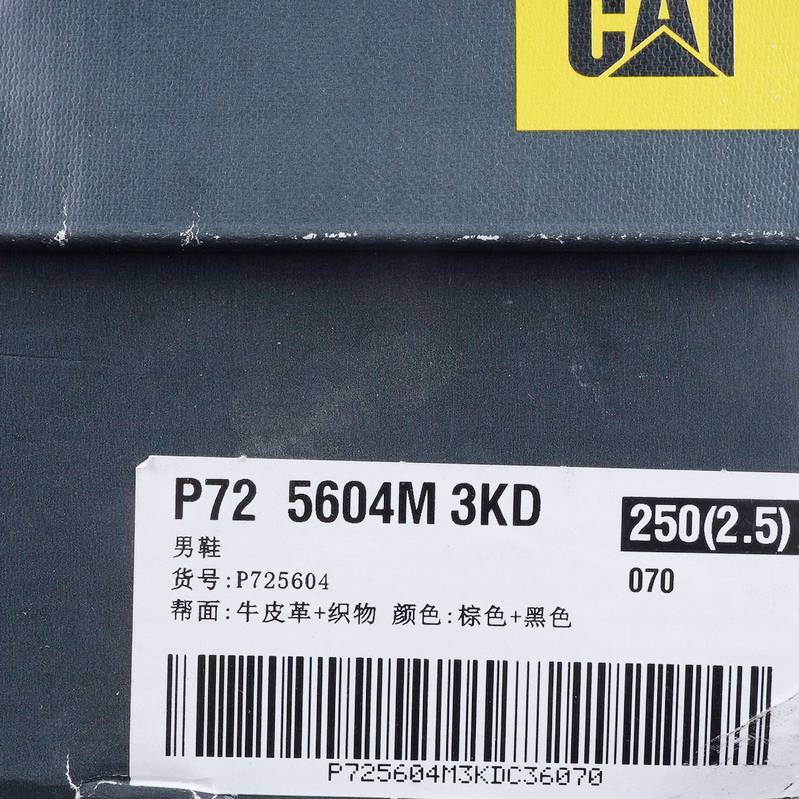 CAT
P72 5604M 3KD
250(2.5)
男鞋
货号:P725604
070
帮面:牛皮革+织物 颜色:棕色+黑色
P725604M3KDC36070